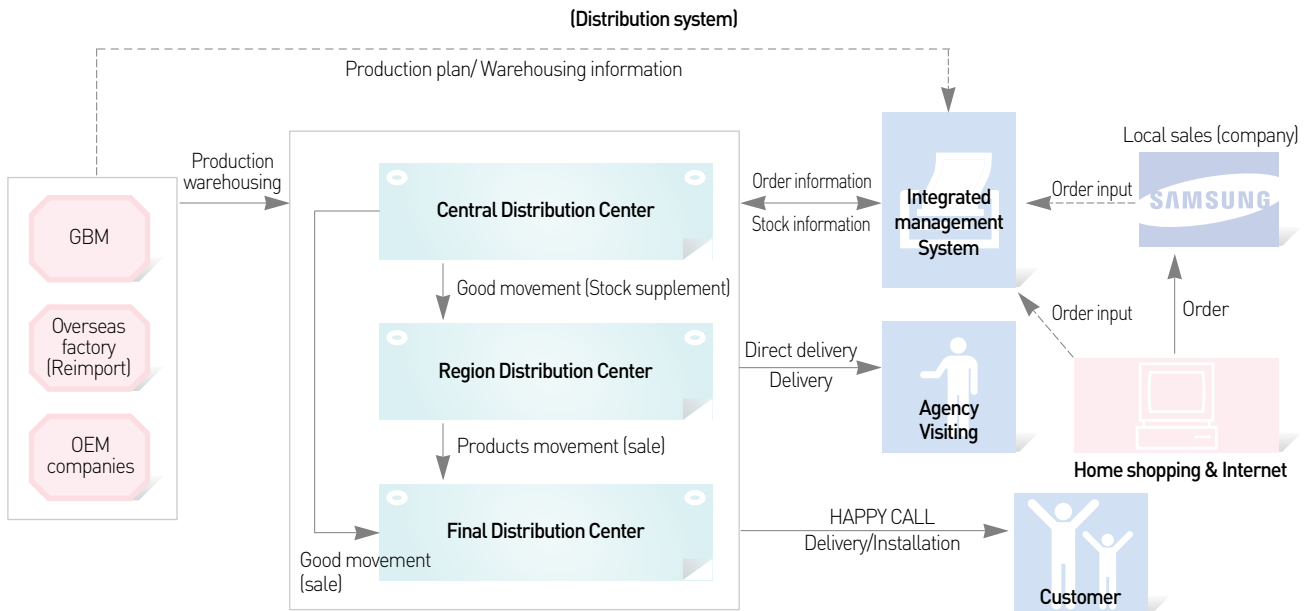 (Distribution system)
Production plan/ Warehousing information
Production
warehousing
GBM
Overseas
factory
(Reimport)
OEM
companies
Central Distribution Center
Good movement (Stock supplement)
Region Distribution Center
Products movement (sale)
Final Distribution Center
Good movement
(sale)
Order information
Stock information
Integrated
management
System
Order input
Local sales (company)
SAMSUNG
Order input
Order
Direct delivery
Delivery
Agency
Visiting
Home shopping & Internet
HAPPY CALL
Delivery/Installation
Customer